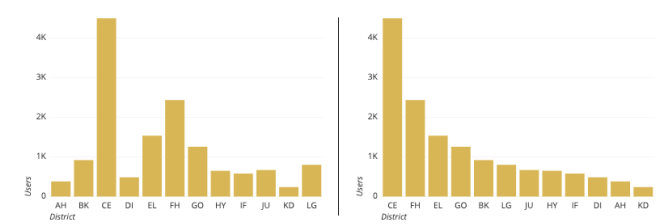 4K
3K
2K
1K
0
Users
AH BK CE DI EL FH GO HY IF JU KD LG
District
4K
3K
2K
1K
0
Users
CE FH EL GO BK LG JU HY IF DI AH KD
District